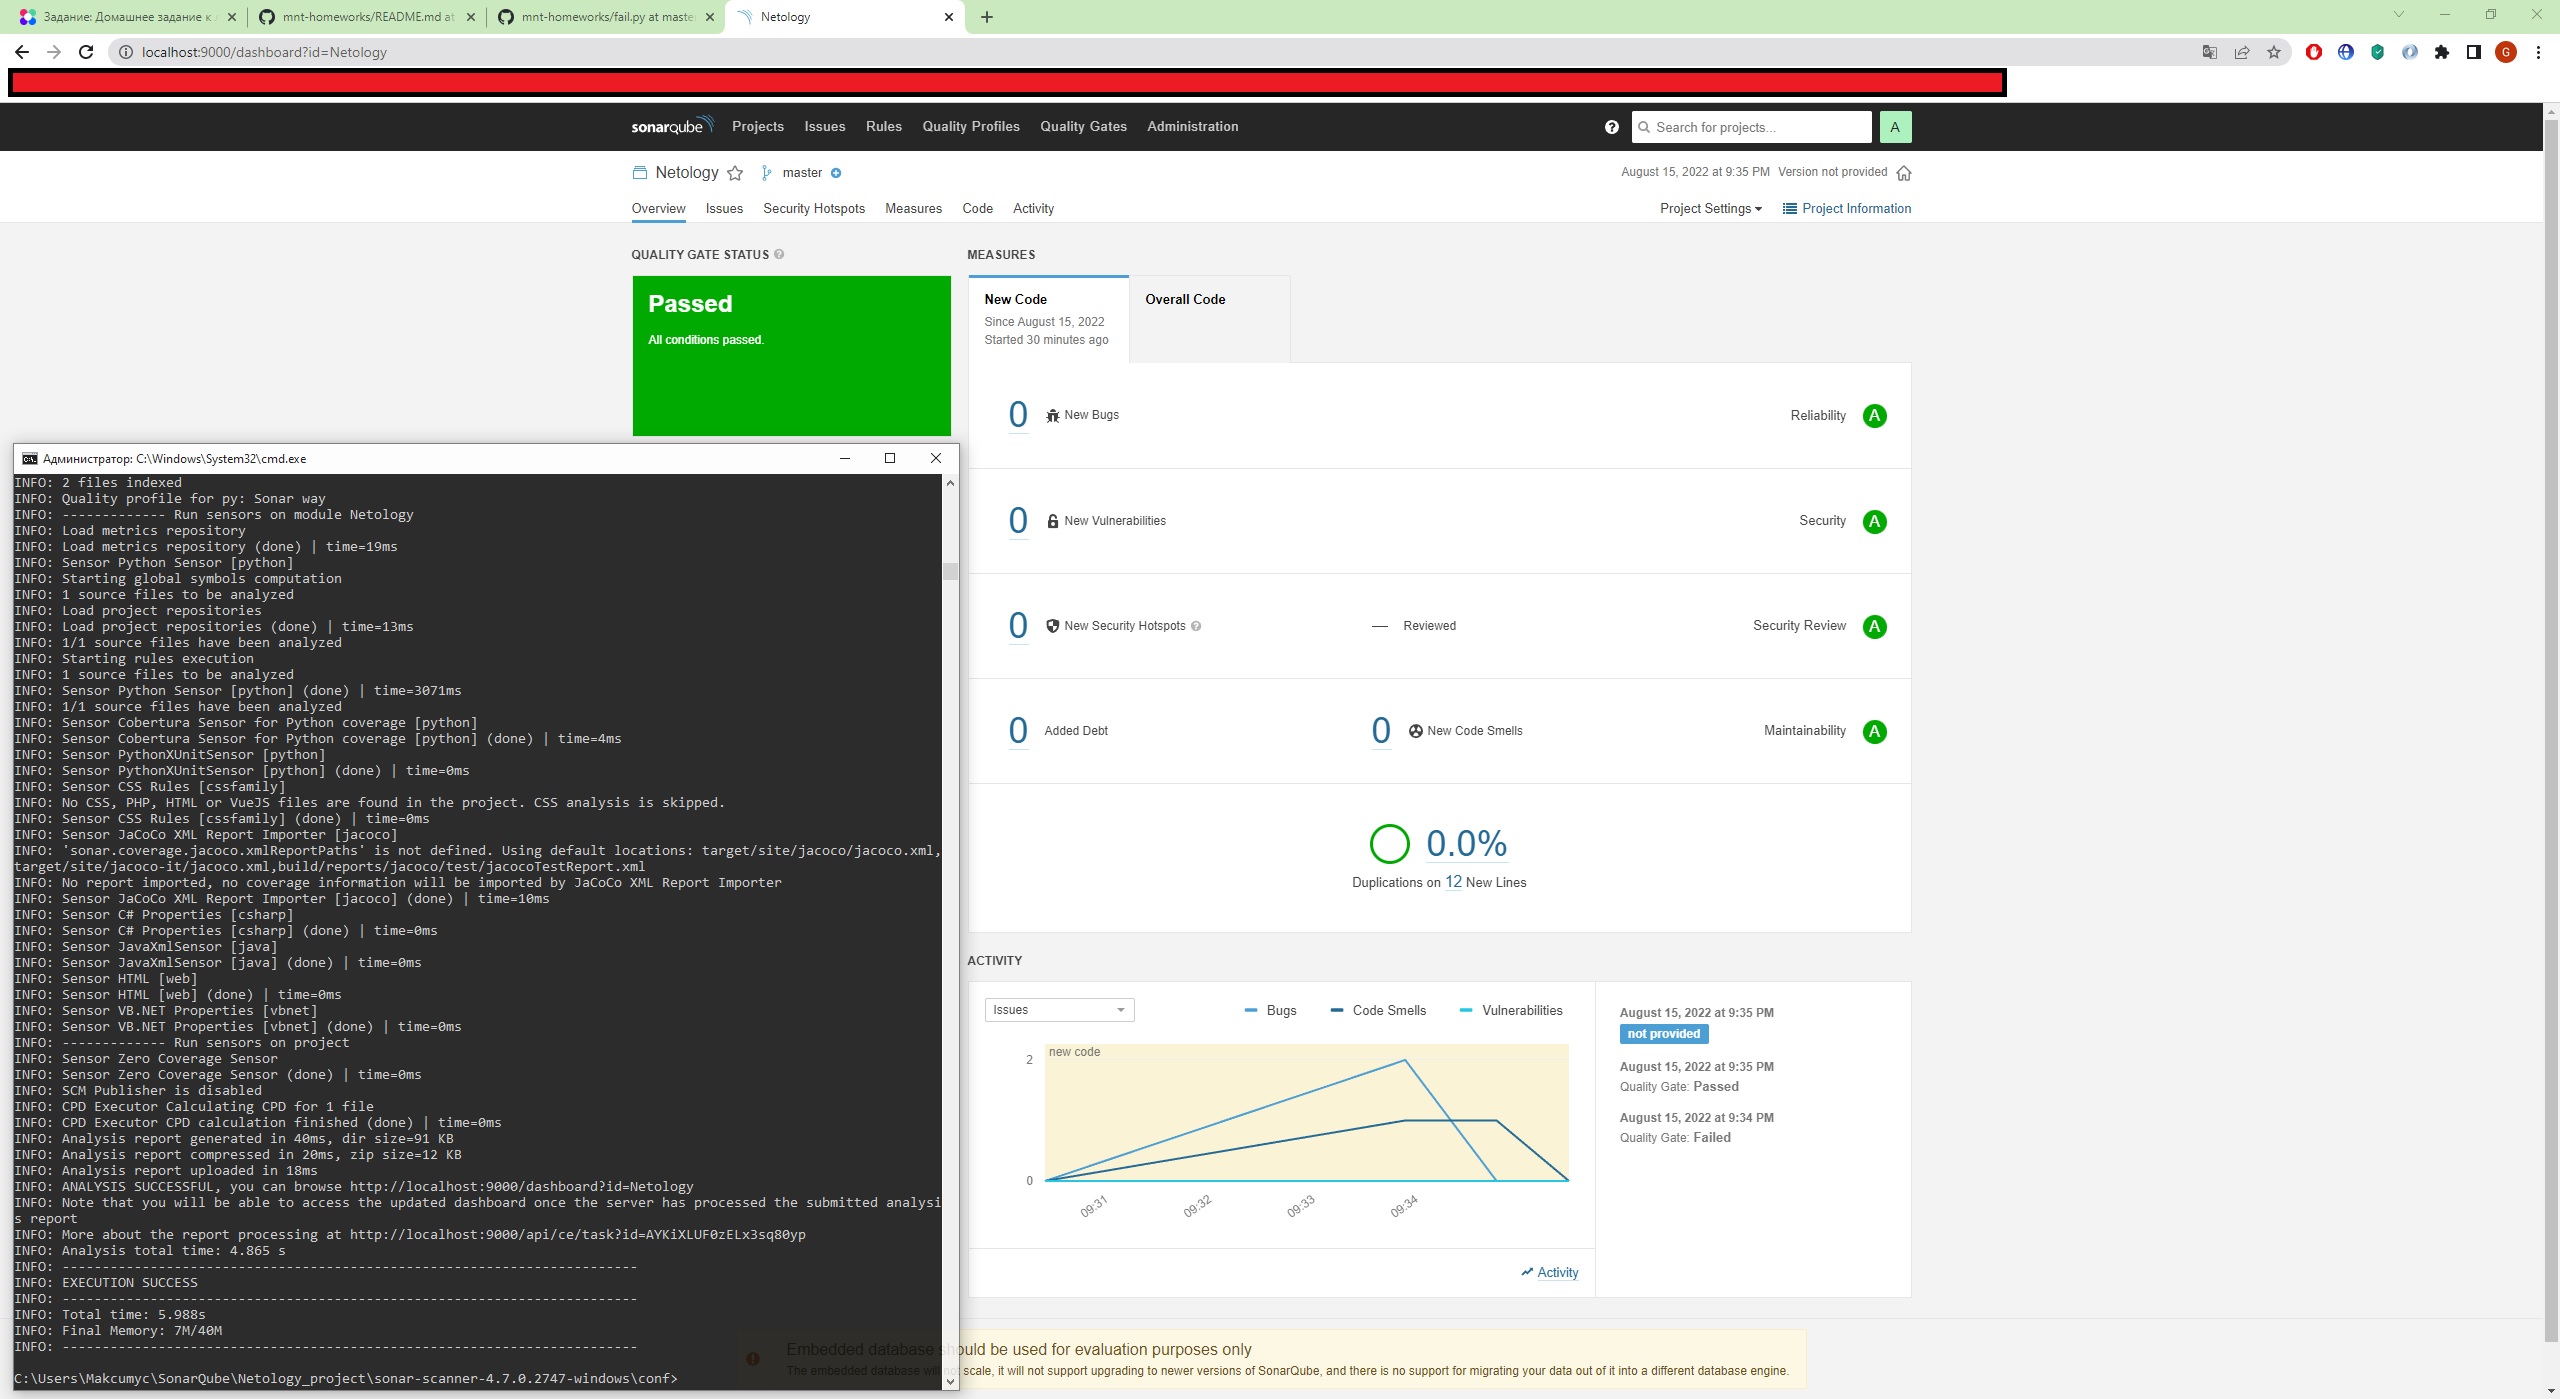 Задание: Домашнее задание к
mnt-homeworks/README.md at
mnt-homeworks/fail.py at maste
Netology
localhost:9000/dashboard?id=Netology
G
sonarqube
Projects
Issues
Rules
Quality Profiles
Quality Gates
Administration
Search for projects...
A
Netology
master
August 15, 2022 at 9:35 PM Version not provided
Overview
Issues
Security Hotspots
Measures
Code
Activity
Project Settings
Project Information
QUALITY GATE STATUS
Passed
All conditions passed.
MEASURES
New Code
Since August 15, 2022
Started 30 minutes ago
Overall Code
0 New Bugs
Reliability A
0 New Vulnerabilities
Security A
0 New Security Hotspots
— Reviewed
Security Review A
0 Added Debt
0 New Code Smells
Maintainability A
0.0%
Duplications on 12 New Lines
ACTIVITY
Issues
Bugs
Code Smells
Vulnerabilities
new code
2
0
09:31
09:32
09:33
09:34
Activity
August 15, 2022 at 9:35 PM
not provided
August 15, 2022 at 9:35 PM
Quality Gate: Passed
August 15, 2022 at 9:34 PM
Quality Gate: Failed
Администратор: C:\Windows\System32\cmd.exe
INFO: 2 files indexed
INFO: Quality profile for py: Sonar way
INFO: ------------- Run sensors on module Netology
INFO: Load metrics repository
INFO: Load metrics repository (done) | time=19ms
INFO: Sensor Python Sensor [python]
INFO: Starting global symbols computation
INFO: 1 source files to be analyzed
INFO: Load project repositories
INFO: Load project repositories (done) | time=13ms
INFO: 1/1 source files have been analyzed
INFO: Starting rules execution
INFO: 1 source files to be analyzed
INFO: Sensor Python Sensor [python] (done) | time=3071ms
INFO: 1/1 source files have been analyzed
INFO: Sensor Cobertura Sensor for Python coverage [python]
INFO: Sensor Cobertura Sensor for Python coverage [python] (done) | time=4ms
INFO: Sensor PythonXUnitSensor [python]
INFO: Sensor PythonXUnitSensor [python] (done) | time=0ms
INFO: Sensor CSS Rules [cssfamily]
INFO: No CSS, PHP, HTML or VueJS files are found in the project. CSS analysis is skipped.
INFO: Sensor CSS Rules [cssfamily] (done) | time=0ms
INFO: Sensor JaCoCo XML Report Importer [jacoco]
INFO: 'sonar.coverage.jacoco.xmlReportPaths' is not defined. Using default locations: target/site/jacoco/jacoco.xml,
target/site/jacoco-it/jacoco.xml,build/reports/jacoco/test/jacocoTestReport.xml
INFO: No report imported, no coverage information will be imported by JaCoCo XML Report Importer
INFO: Sensor JaCoCo XML Report Importer [jacoco] (done) | time=10ms
INFO: Sensor C# Properties [csharp]
INFO: Sensor C# Properties [csharp] (done) | time=0ms
INFO: Sensor JavaXmlSensor [java]
INFO: Sensor JavaXmlSensor [java] (done) | time=0ms
INFO: Sensor HTML [web]
INFO: Sensor HTML [web] (done) | time=0ms
INFO: Sensor VB.NET Properties [vbnet]
INFO: Sensor VB.NET Properties [vbnet] (done) | time=0ms
INFO: ------------- Run sensors on project
INFO: Sensor Zero Coverage Sensor
INFO: Sensor Zero Coverage Sensor (done) | time=0ms
INFO: SCM Publisher is disabled
INFO: CPD Executor Calculating CPD for 1 file
INFO: CPD Executor CPD calculation finished (done) | time=0ms
INFO: Analysis report generated in 40ms, dir size=91 KB
INFO: Analysis report compressed in 20ms, zip size=12 KB
INFO: Analysis report uploaded in 18ms
INFO: ANALYSIS SUCCESSFUL, you can browse http://localhost:9000/dashboard?id=Netology
INFO: Note that you will be able to access the updated dashboard once the server has processed the submitted analysi
s report
INFO: More about the report processing at http://localhost:9000/api/ce/task?id=AYKiXLUF0zELx3sq80yp
INFO: Analysis total time: 4.865 s
INFO: ------------------------------------------------------------------------
INFO: EXECUTION SUCCESS
INFO: ------------------------------------------------------------------------
INFO: Total time: 5.988s
INFO: Final Memory: 7M/40M
INFO: ------------------------------------------------------------------------
C:\Users\Makcumyc\SonarQube\Netology_project\sonar-scanner-4.7.0.2747-windows\conf>
Embedded database should be used for evaluation purposes only
The embedded database will not scale, it will not support upgrading to newer versions of SonarQube, and there is no support for migrating your data out of it into a different database engine.